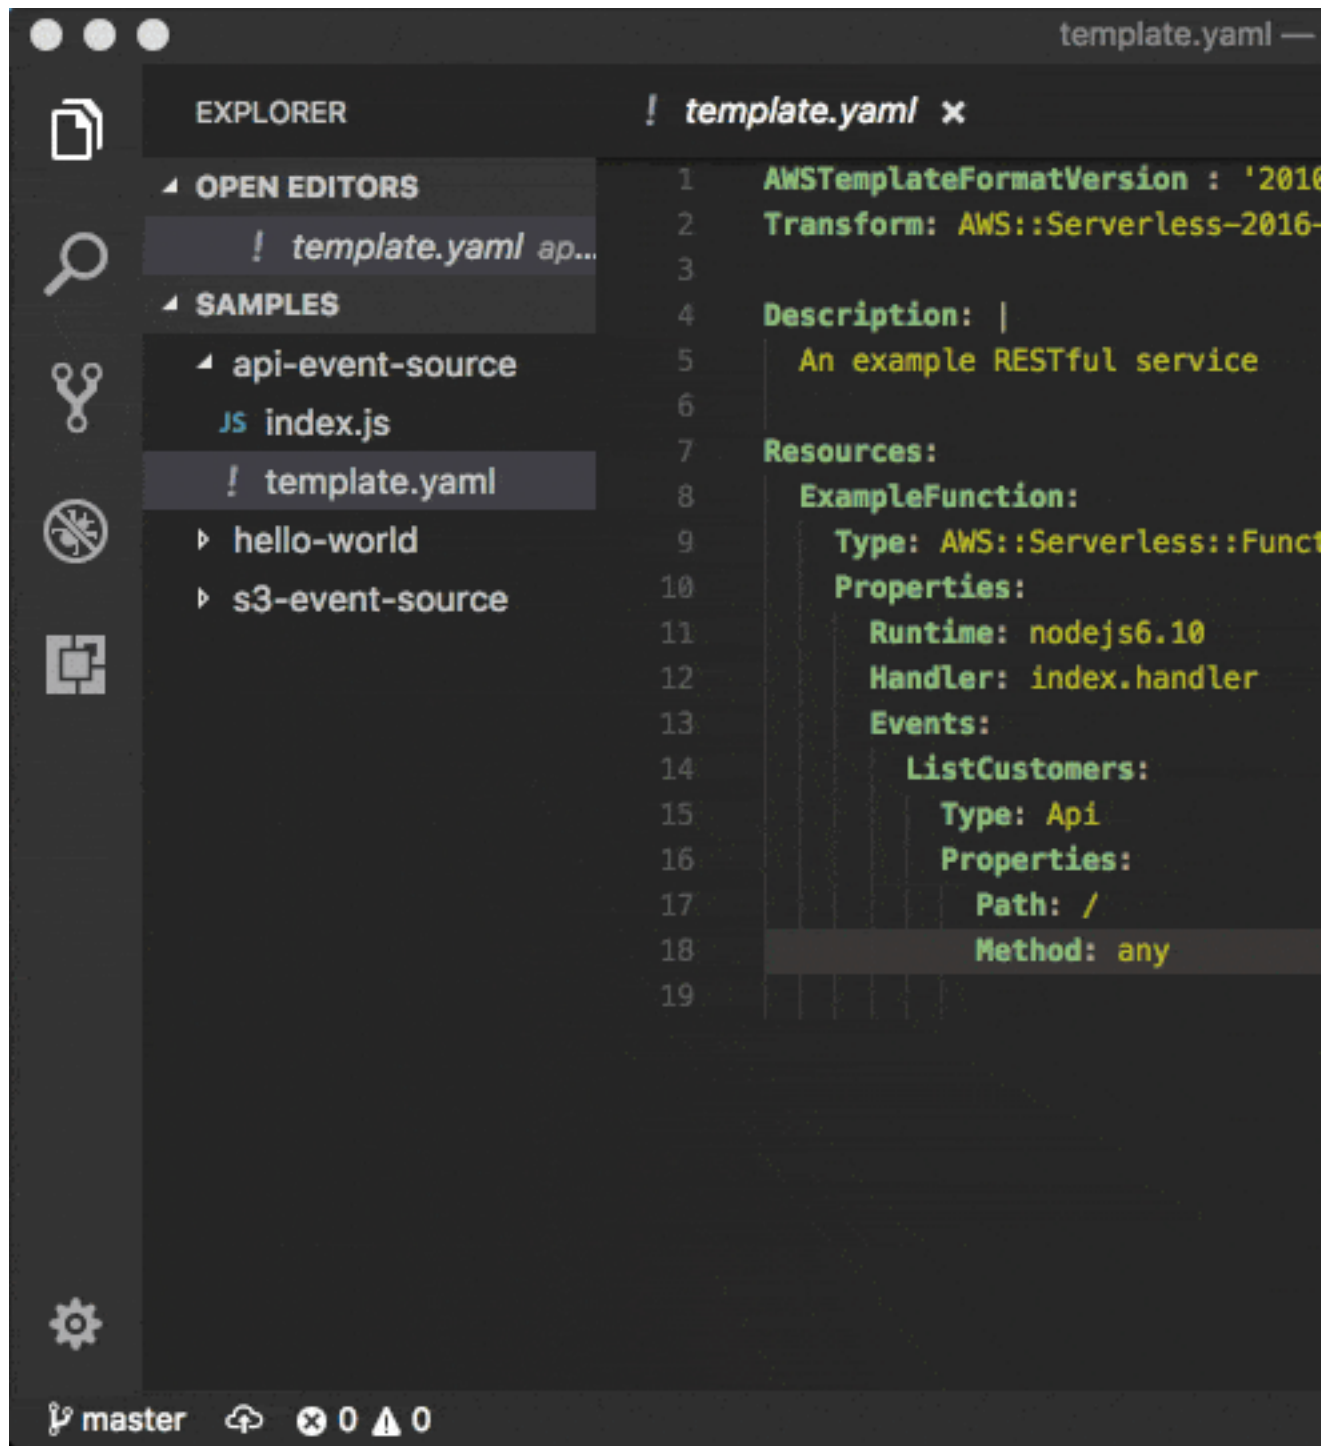 template.yaml —
EXPLORER
OPEN EDITORS
! template.yaml ap...
SAMPLES
api-event-source
JS index.js
! template.yaml
hello-world
s3-event-source
! template.yaml ×
1 AWSTemplateFormatVersion : '2010
2 Transform: AWS::Serverless-2016-
3
4 Description: |
5 An example RESTful service
6
7 Resources:
8 ExampleFunction:
9 Type: AWS::Serverless::Funct
10 Properties:
11 Runtime: nodejs6.10
12 Handler: index.handler
13 Events:
14 ListCustomers:
15 Type: Api
16 Properties:
17 Path: /
18 Method: any
19
master 0 0